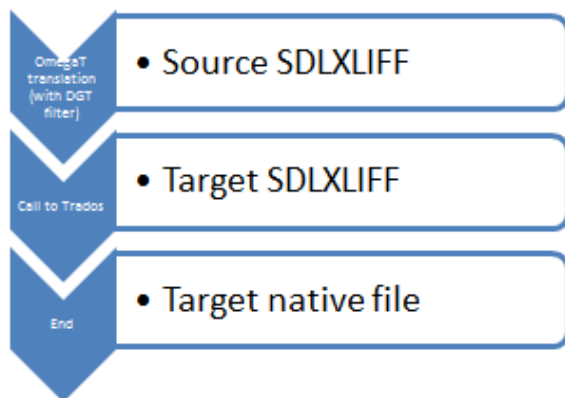 OmegaT
translation
(with DGT
filter)
• Source SDLXLIFF
Call to Trados
• Target SDLXLIFF
End
• Target native file